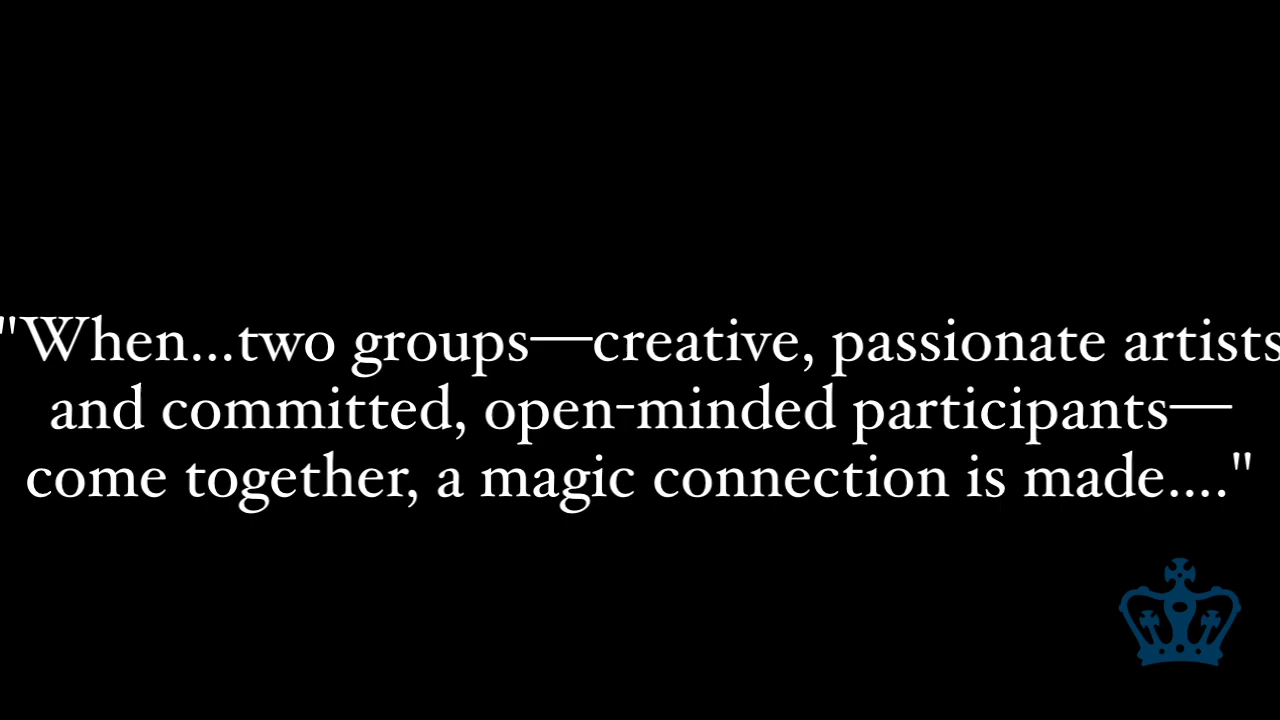 "When...two groups—creative, passionate artists
and committed, open-minded participants—
come together, a magic connection is made...."